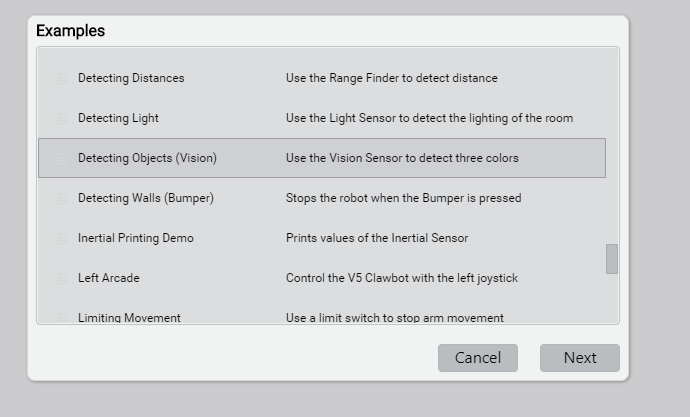 Examples
Detecting Distances Use the Range Finder to detect distance
Detecting Light Use the Light Sensor to detect the lighting of the room
Detecting Objects (Vision) Use the Vision Sensor to detect three colors
Detecting Walls (Bumper) Stops the robot when the Bumper is pressed
Inertial Printing Demo Prints values of the Inertial Sensor
Left Arcade Control the V5 Clawbot with the left joystick
Limiting Movement Use a limit switch to stop arm movement
Cancel Next